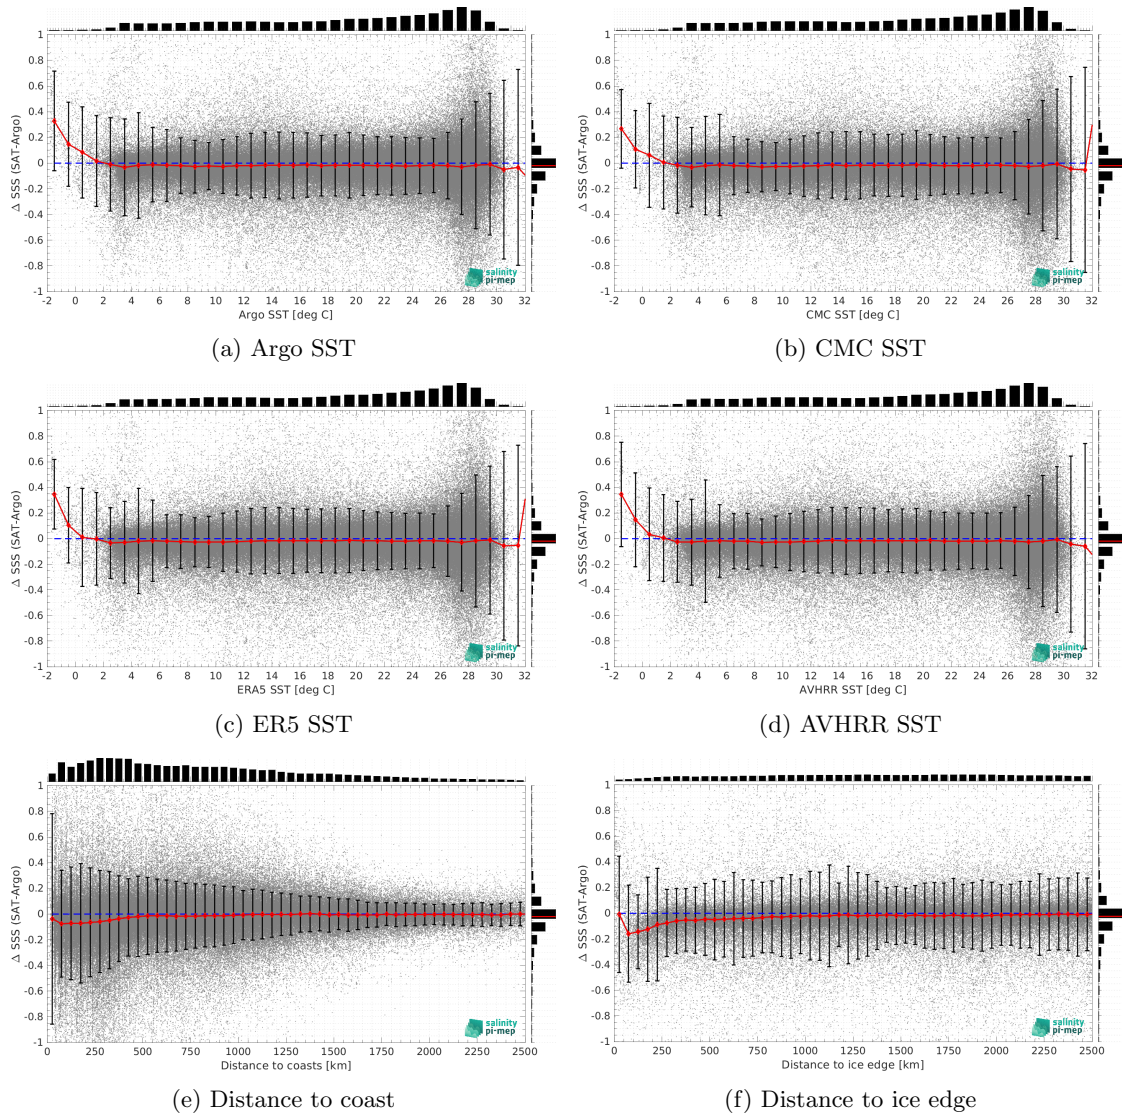 1
0.8
0.6
0.4
0.2
0
-0.2
-0.4
-0.6
-0.8
-1
Δ SSS (SAT-Argo)
salinity
pi-mep
-2 0 2 4 6 8 10 12 14 16 18 20 22 24 26 28 30 32
Argo SST [deg C]
(a) Argo SST
1
0.8
0.6
0.4
0.2
0
-0.2
-0.4
-0.6
-0.8
-1
Δ SSS (SAT-Argo)
salinity
pi-mep
-2 0 2 4 6 8 10 12 14 16 18 20 22 24 26 28 30 32
CMC SST [deg C]
(b) CMC SST
1
0.8
0.6
0.4
0.2
0
-0.2
-0.4
-0.6
-0.8
-1
Δ SSS (SAT-Argo)
salinity
pi-mep
-2 0 2 4 6 8 10 12 14 16 18 20 22 24 26 28 30 32
ERA5 SST [deg C]
(c) ER5 SST
1
0.8
0.6
0.4
0.2
0
-0.2
-0.4
-0.6
-0.8
-1
Δ SSS (SAT-Argo)
salinity
pi-mep
-2 0 2 4 6 8 10 12 14 16 18 20 22 24 26 28 30 32
AVHRR SST [deg C]
(d) AVHRR SST
1
0.8
0.6
0.4
0.2
0
-0.2
-0.4
-0.6
-0.8
-1
Δ SSS (SAT-Argo)
salinity
pi-mep
0 250 500 750 1000 1250 1500 1750 2000 2250 2500
Distance to coasts [km]
(e) Distance to coast
1
0.8
0.6
0.4
0.2
0
-0.2
-0.4
-0.6
-0.8
-1
Δ SSS (SAT-Argo)
salinity
pi-mep
0 250 500 750 1000 1250 1500 1750 2000 2250 2500
Distance to ice edge [km]
(f) Distance to ice edge